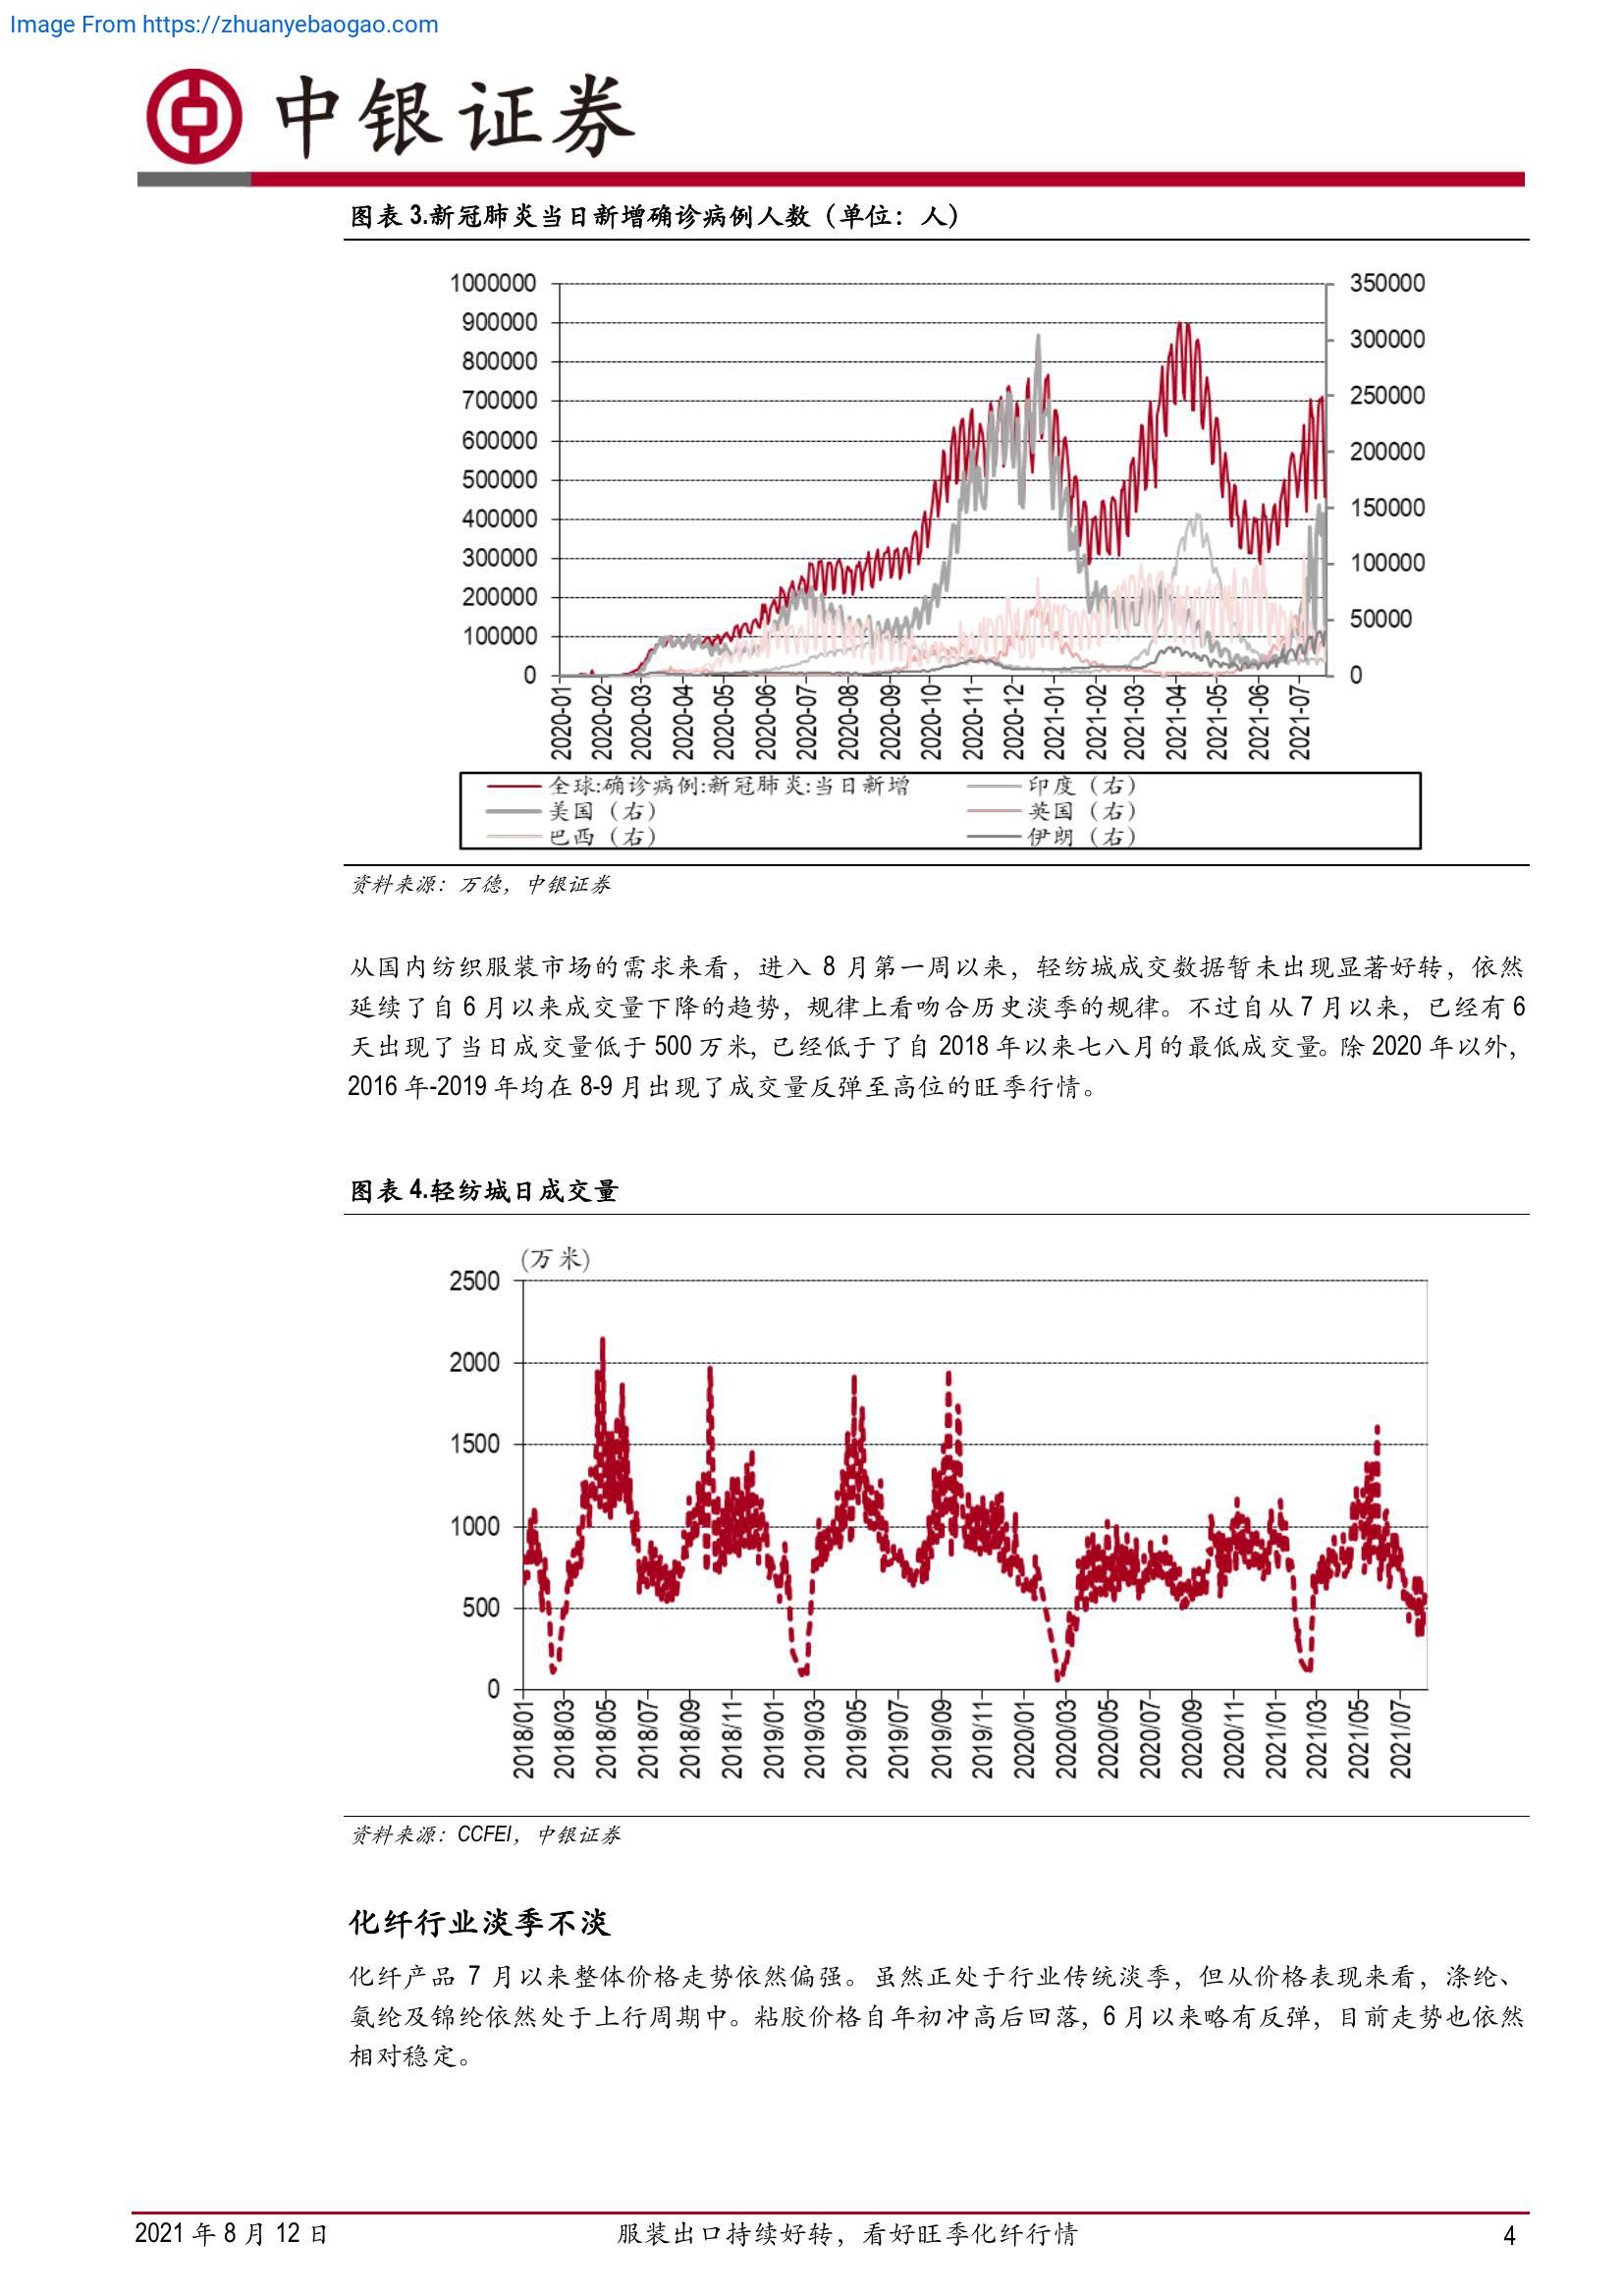 Image From https://zhuanyebaogao.com
中银证券
图表 3.新冠肺炎当日新增确诊病例人数（单位：人）
1000000
900000
800000
700000
600000
500000
400000
300000
200000
100000
0
350000
300000
250000
200000
150000
100000
50000
0
2020-01
2020-02
2020-03
2020-04
2020-05
2020-06
2020-07
2020-08
2020-09
2020-10
2020-11
2020-12
2021-01
2021-02
2021-03
2021-04
2021-05
2021-06
2021-07
全球:确诊病例:新冠肺炎:当日新增
印度（右）
美国（右）
英国（右）
巴西（右）
伊朗（右）
资料来源：万德，中银证券
从国内纺织服装市场的需求来看，进入 8 月第一周以来，轻纺城成交数据暂未出现显著好转，依然
延续了自 6 月以来成交量下降的趋势，规律上看吻合历史淡季的规律。不过自从 7 月以来，已经有 6
天出现了当日成交量低于 500 万米，已经低于了自 2018 年以来七八月的最低成交量。除 2020 年以外，
2016 年-2019 年均在 8-9 月出现了成交量反弹至高位的旺季行情。
图表 4.轻纺城日成交量
(万米)
2500
2000
1500
1000
500
0
2018/01
2018/03
2018/05
2018/07
2018/09
2018/11
2019/01
2019/03
2019/05
2019/07
2019/09
2019/11
2020/01
2020/03
2020/05
2020/07
2020/09
2020/11
2021/01
2021/03
2021/05
2021/07
资料来源：CCFEI，中银证券
化纤行业淡季不淡
化纤产品 7 月以来整体价格走势依然偏强。虽然正处于行业传统淡季，但从价格表现来看，涤纶、
氨纶及锦纶依然处于上行周期中。粘胶价格自年初冲高后回落，6 月以来略有反弹，目前走势也依然
相对稳定。
2021 年 8 月 12 日
服装出口持续好转，看好旺季化纤行情
4